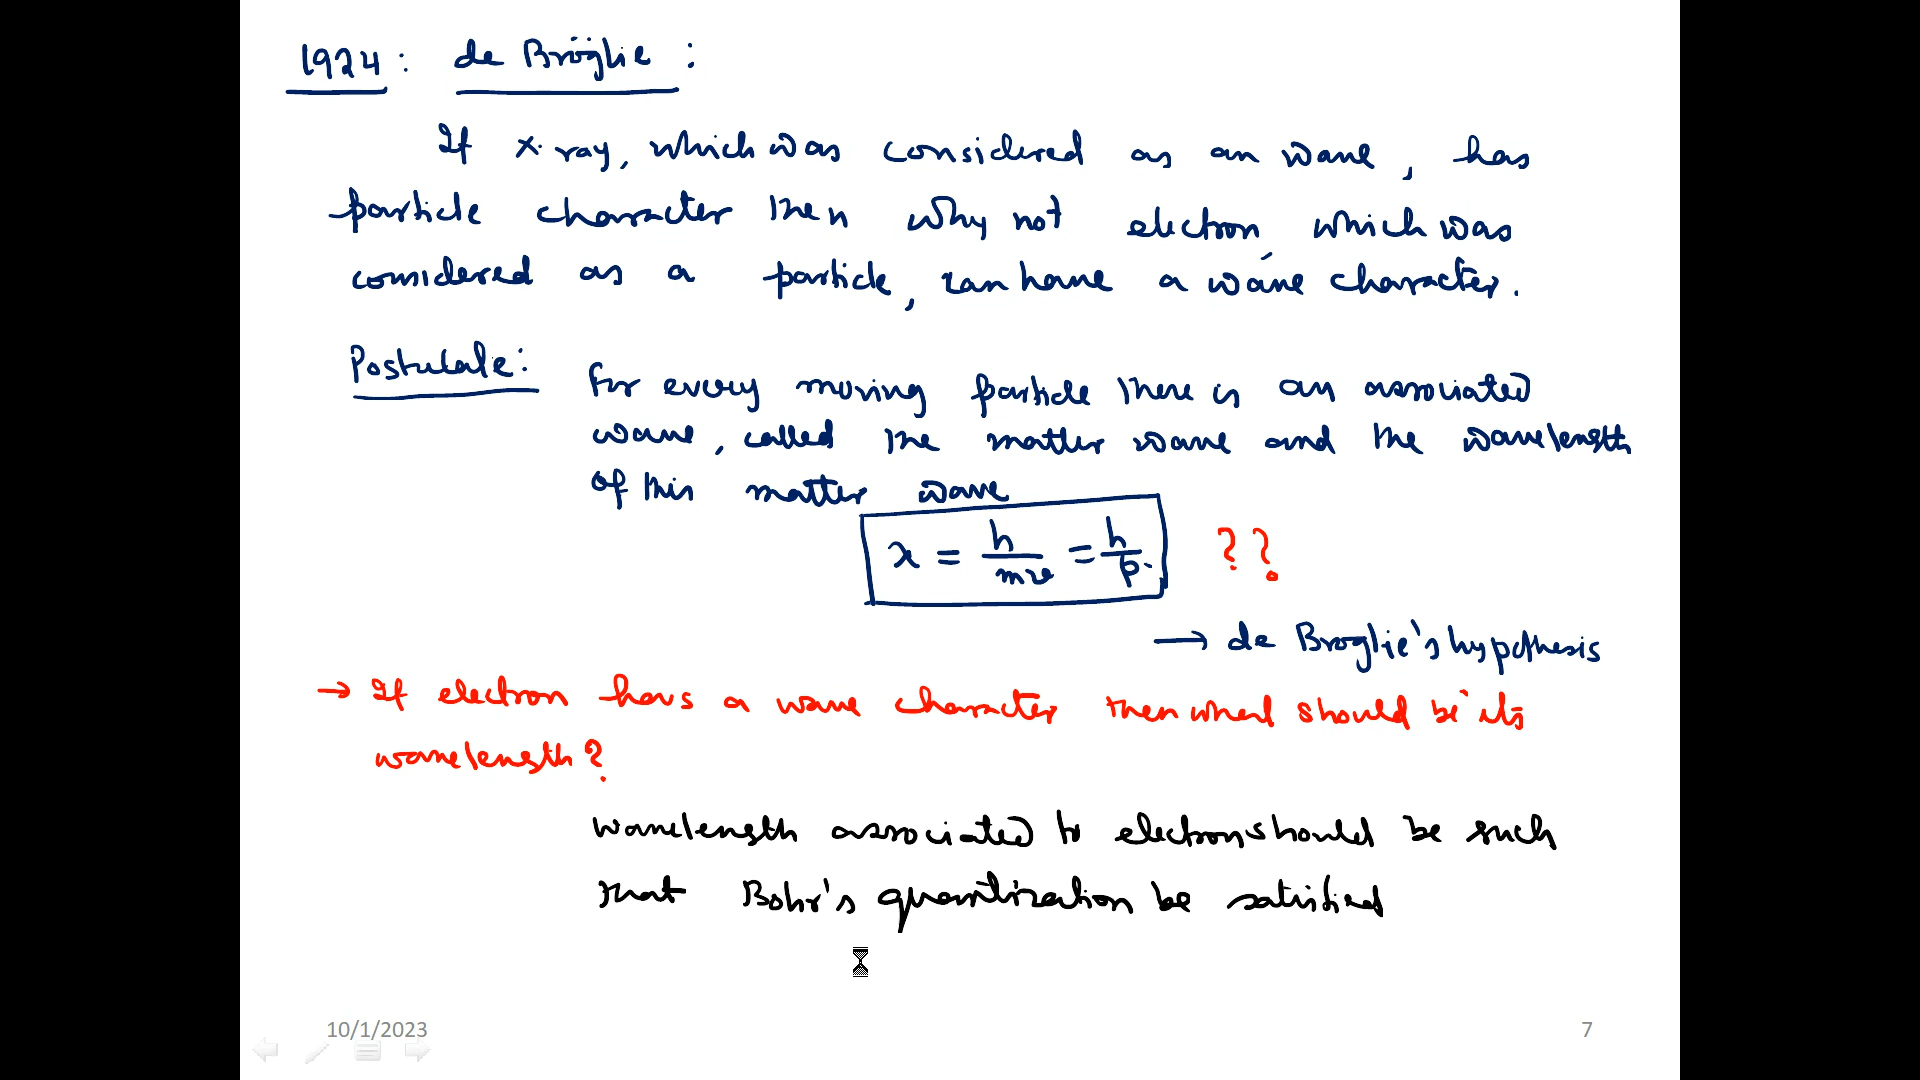 1924 : de Bröglie :
If x-ray, which was considered as an wave, has
particle character then why not electron, which was
considered as a particle, can have a wave character.
Postulate: For every moving particle there is an associated
wave, called the matter wave and the wavelength
of this matter wave
λ = h/mv = h/p. ??
→ de Broglie's hypothesis
→ If electron has a wave character then what should be its
wavelength?
wavelength associated to electron should be such
that Bohr's quantization be satisfied
10/1/2023 7